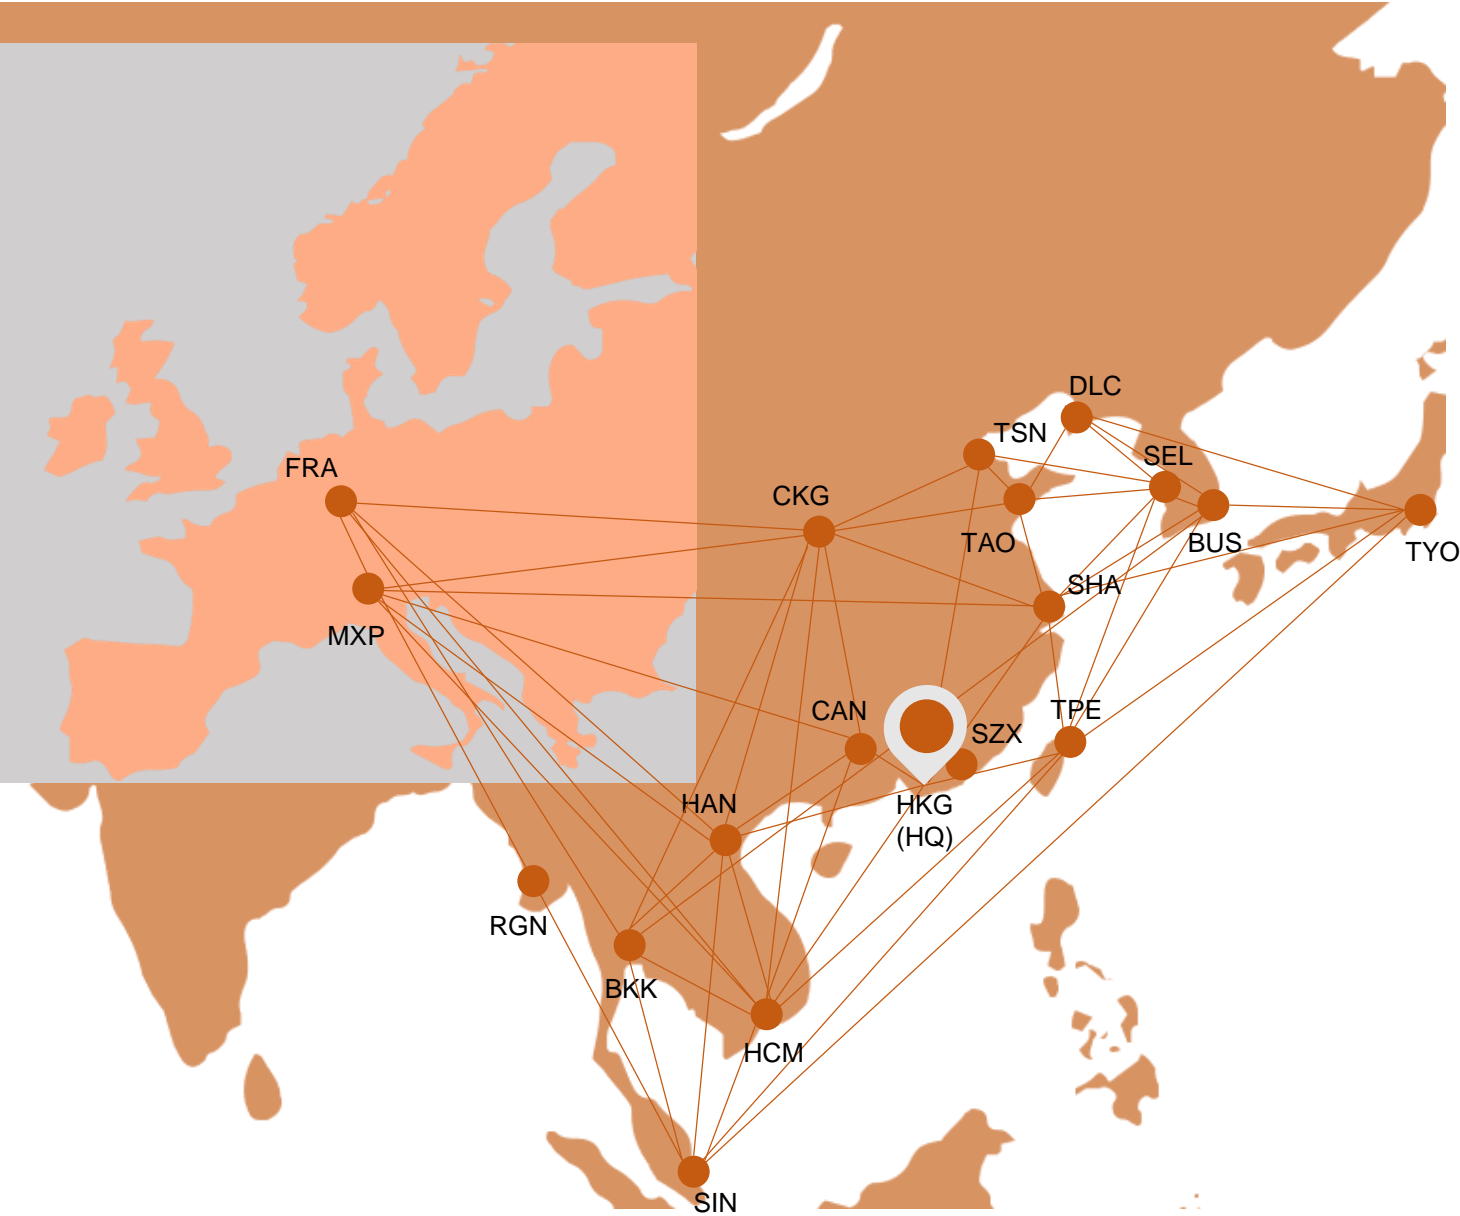 DLC
TSN
SEL
FRA
CKG
TAO
BUS
TYO
SHA
MXP
CAN
TPE
SZX
HAN
HKG
(HQ)
RGN
BKK
HCM
SIN